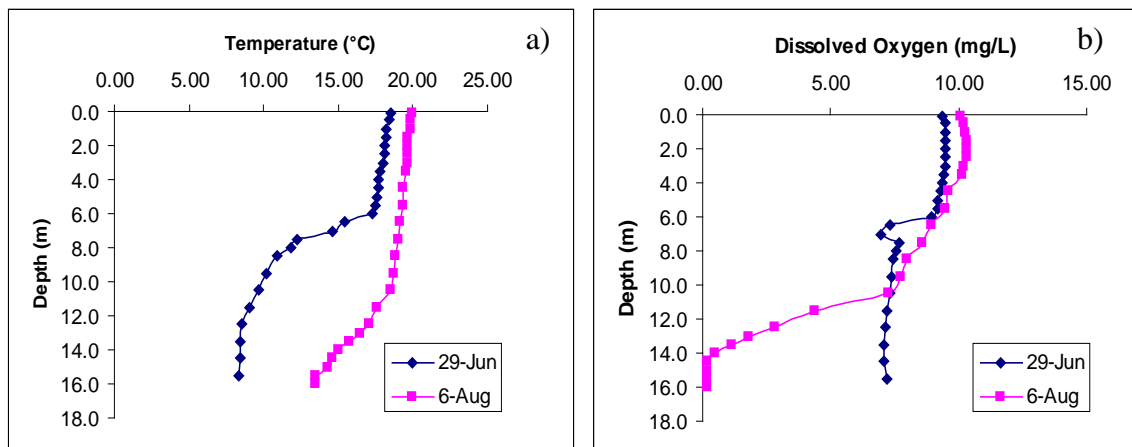 Temperature (°C) a)
0.00 5.00 10.00 15.00 20.00 25.00
0.0
2.0
4.0
6.0
8.0
10.0
12.0
14.0
16.0
18.0
Depth (m)
29-Jun
6-Aug
Dissolved Oxygen (mg/L) b)
0.00 5.00 10.00 15.00
0.0
2.0
4.0
6.0
8.0
10.0
12.0
14.0
16.0
18.0
Depth (m)
29-Jun
6-Aug